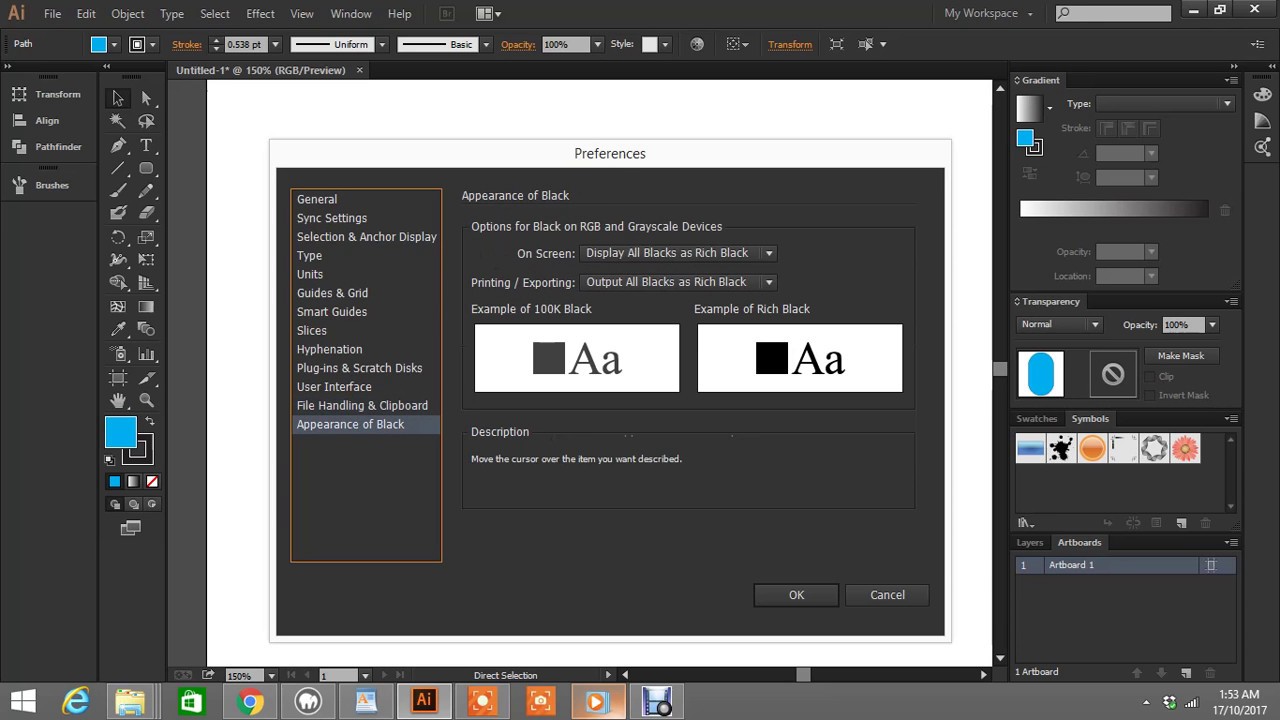 Ai File Edit Object Type Select Effect View Window Help Br My Workspace
Path Stroke: 0.538 pt Uniform Basic Opacity: 100% Style: Transform
Untitled-1* @ 150% (RGB/Preview)
Transform
Align
Pathfinder
Brushes
Preferences
General
Sync Settings
Selection & Anchor Display
Type
Units
Guides & Grid
Smart Guides
Slices
Hyphenation
Plug-ins & Scratch Disks
User Interface
File Handling & Clipboard
Appearance of Black
Appearance of Black
Options for Black on RGB and Grayscale Devices
On Screen: Display All Blacks as Rich Black
Printing / Exporting: Output All Blacks as Rich Black
Example of 100K Black Example of Rich Black
Aa Aa
Description
Move the cursor over the item you want described.
OK Cancel
Gradient
Type:
Stroke:
Opacity:
Location:
Transparency
Normal Opacity: 100%
Make Mask
Clip
Invert Mask
Swatches Symbols
Layers Artboards
1 Artboard 1
1 Artboard
150% 1 Direct Selection
Ai
1:53 AM
17/10/2017